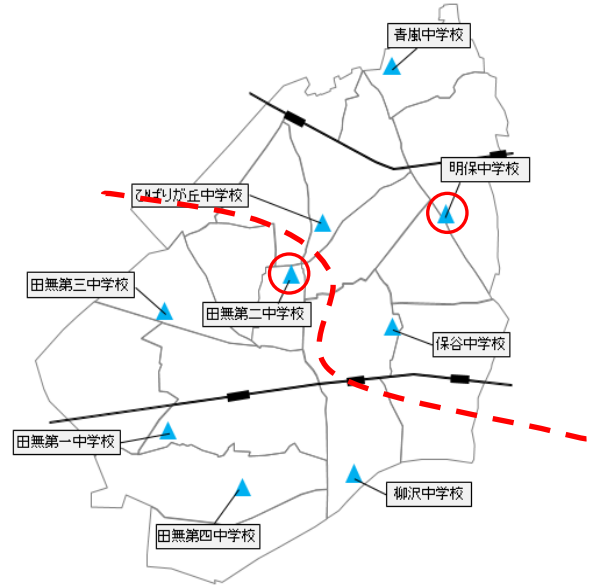 青嵐中学校
明保中学校
ひばりが丘中学校
田無第三中学校
田無第二中学校
保谷中学校
田無第一中学校
柳沢中学校
田無第四中学校